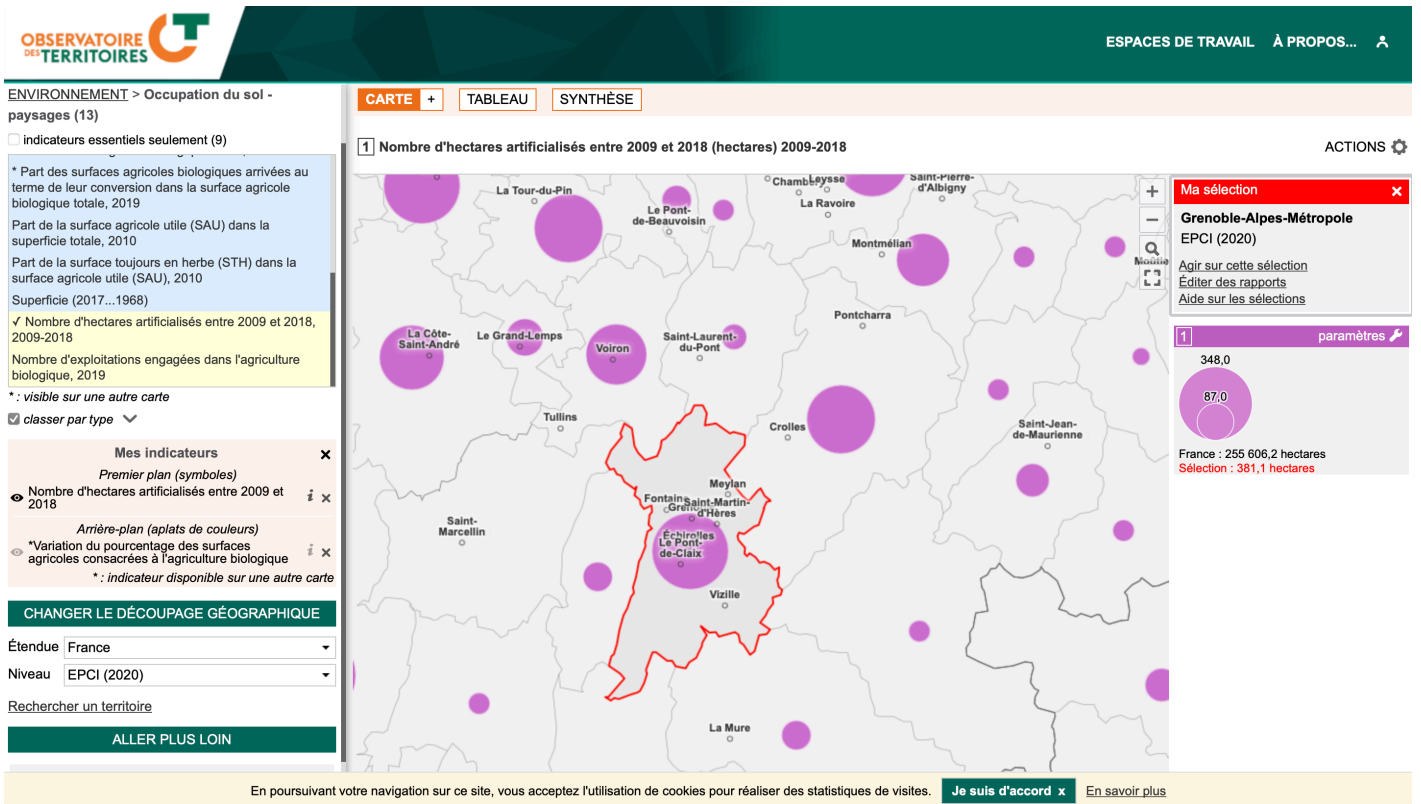 OBSERVATOIRE
DES TERRITOIRES
ESPACES DE TRAVAIL À PROPOS...
ENVIRONNEMENT > Occupation du sol -
paysages (13)
indicateurs essentiels seulement (9)
* Part des surfaces agricoles biologiques arrivées au
terme de leur conversion dans la surface agricole
biologique totale, 2019
Part de la surface agricole utile (SAU) dans la
superficie totale, 2010
Part de la surface toujours en herbe (STH) dans la
surface agricole utile (SAU), 2010
Superficie (2017...1968)
✓ Nombre d'hectares artificialisés entre 2009 et 2018,
2009-2018
Nombre d'exploitations engagées dans l'agriculture
biologique, 2019
* : visible sur une autre carte
classer par type
Mes indicateurs x
Premier plan (symboles)
Nombre d'hectares artificialisés entre 2009 et
2018 i x
Arrière-plan (aplats de couleurs)
*Variation du pourcentage des surfaces
agricoles consacrées à l'agriculture biologique i x
* : indicateur disponible sur une autre carte
CHANGER LE DÉCOUPAGE GÉOGRAPHIQUE
Étendue France
Niveau EPCI (2020)
Rechercher un territoire
ALLER PLUS LOIN
CARTE + TABLEAU SYNTHÈSE
1 Nombre d'hectares artificialisés entre 2009 et 2018 (hectares) 2009-2018
ACTIONS
La Tour-du-Pin
Le Pont-
de-Beauvoisin
Leysse
La Ravoire
Saint-Pierre-
d'Albigny
Montmélian
Pontcharra
La Côte-
Saint-André
Le Grand-Lemps
Voiron
Saint-Laurent-
du-Pont
Tullins
Crolles
Saint-Jean-
de-Maurienne
Meylan
Fontaine
Saint-Martin-
d'Hères
Saint-
Marcellin
Échirolles
Le Pont-
de-Claix
Vizille
La Mure
+
−
Ma sélection x
Grenoble-Alpes-Métropole
EPCI (2020)
Agir sur cette sélection
Éditer des rapports
Aide sur les sélections
1 paramètres
348,0
87,0
France : 255 606,2 hectares
Sélection : 381,1 hectares
En poursuivant votre navigation sur ce site, vous acceptez l'utilisation de cookies pour réaliser des statistiques de visites. Je suis d'accord x En savoir plus